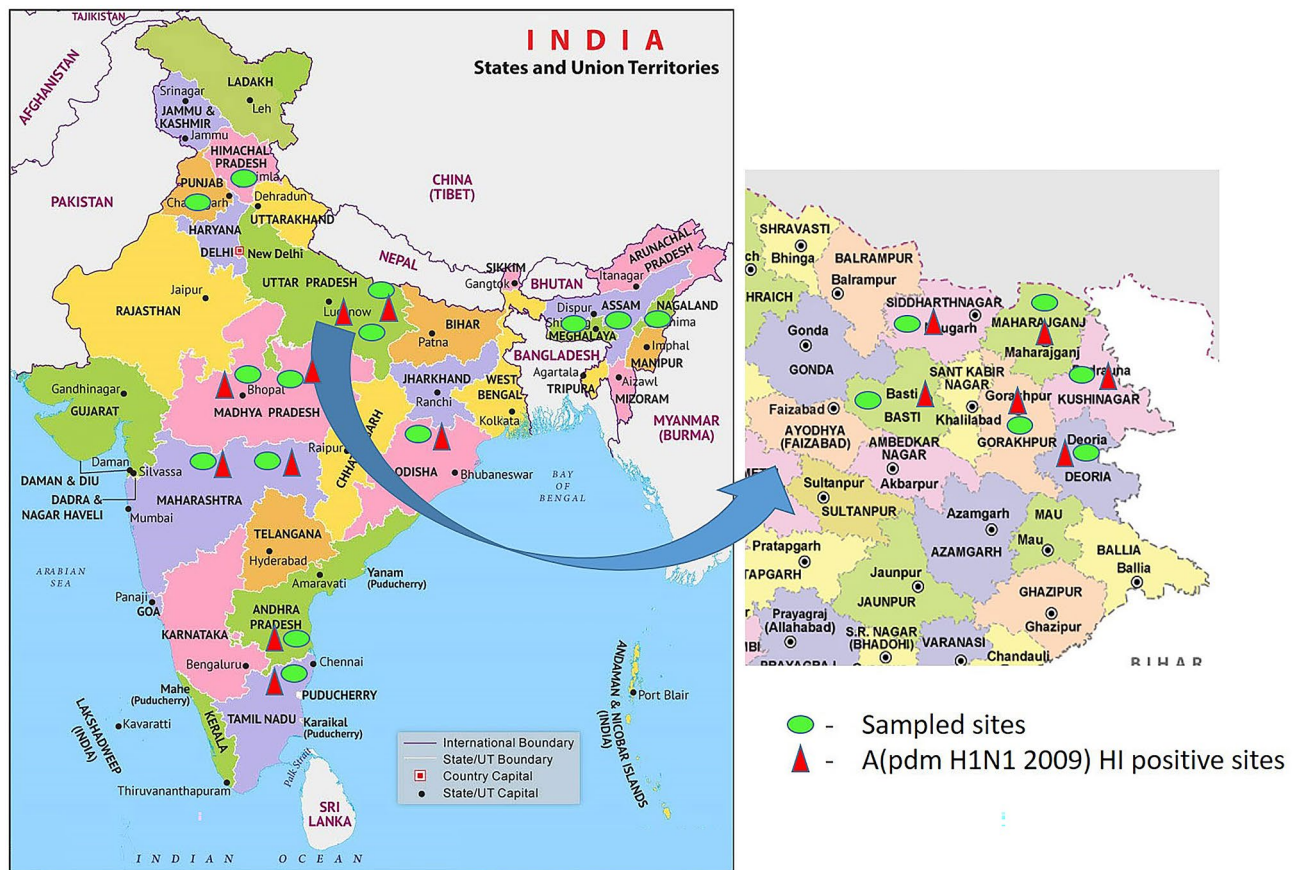 INDIA
States and Union Territories
TAJIKISTAN
AFGHANISTAN
PAKISTAN
CHINA
(TIBET)
NEPAL
BHUTAN
BANGLADESH
MYANMAR
(BURMA)
SRI
LANKA
LADAKH
Leh
Srinagar
JAMMU &
KASHMIR
Jammu
HIMACHAL
PRADESH
PUNJAB
Dehradun
UTTARAKHAND
HARYANA
DELHI
New Delhi
RAJASTHAN
Jaipur
UTTAR PRADESH
BIHAR
Patna
SIKKIM
Gangtok
ARUNACHAL
PRADESH
Itanagar
ASSAM
Dispur
NAGALAND
MEGHALAYA
Imphal
MANIPUR
Agartala
TRIPURA
Aizawl
MIZORAM
JHARKHAND
Ranchi
WEST
BENGAL
Kolkata
Gandhinagar
GUJARAT
Bhopal
MADHYA PRADESH
Raipur
ODISHA
Bhubaneswar
Daman
Silvassa
DAMAN & DIU
DADRA &
NAGAR HAVELI
MAHARASHTRA
Mumbai
TELANGANA
Hyderabad
Amaravati
Yanam
(Puducherry)
ARABIAN
SEA
BAY
OF
BENGAL
Panaji
GOA
KARNATAKA
ANDHRA
PRADESH
Bengaluru
Chennai
Mahe
(Puducherry)
PUDUCHERRY
Karaikal
(Puducherry)
TAMIL NADU
KERALA
Kavaratti
LAKSHADWEEP
(INDIA)
Thiruvananthapuram
Palk Strait
ANDAMAN & NICOBAR ISLANDS
(INDIA)
Port Blair
International Boundary
State/UT Boundary
Country Capital
State/UT Capital
INDIAN OCEAN
SHRAVASTI
Bhinga
BALRAMPUR
Balrampur
HRAICH
SIDDHARTHNAGAR
MAHARAJGANJ
Maharajganj
Gonda
GONDA
SANT KABIR
NAGAR
Khalilabad
Basti
BASTI
Gorakhpur
GORAKHPUR
KUSHINAGAR
Deoria
DEORIA
Faizabad
AYODHYA
(FAIZABAD)
AMBEDKAR
NAGAR
Akbarpur
Sultanpur
SULTANPUR
Azamgarh
AZAMGARH
MAU
Mau
BALLIA
Ballia
Pratapgarh
TAPGARH
Jaunpur
JAUNPUR
GHAZIPUR
Ghazipur
Prayagraj
(Allahabad)
PRAYAGRAJ
S.R. NAGAR
(BHADOHI)
VARANASI
Chandauli
BIHAR
- Sampled sites
- A(pdm H1N1 2009) HI positive sites